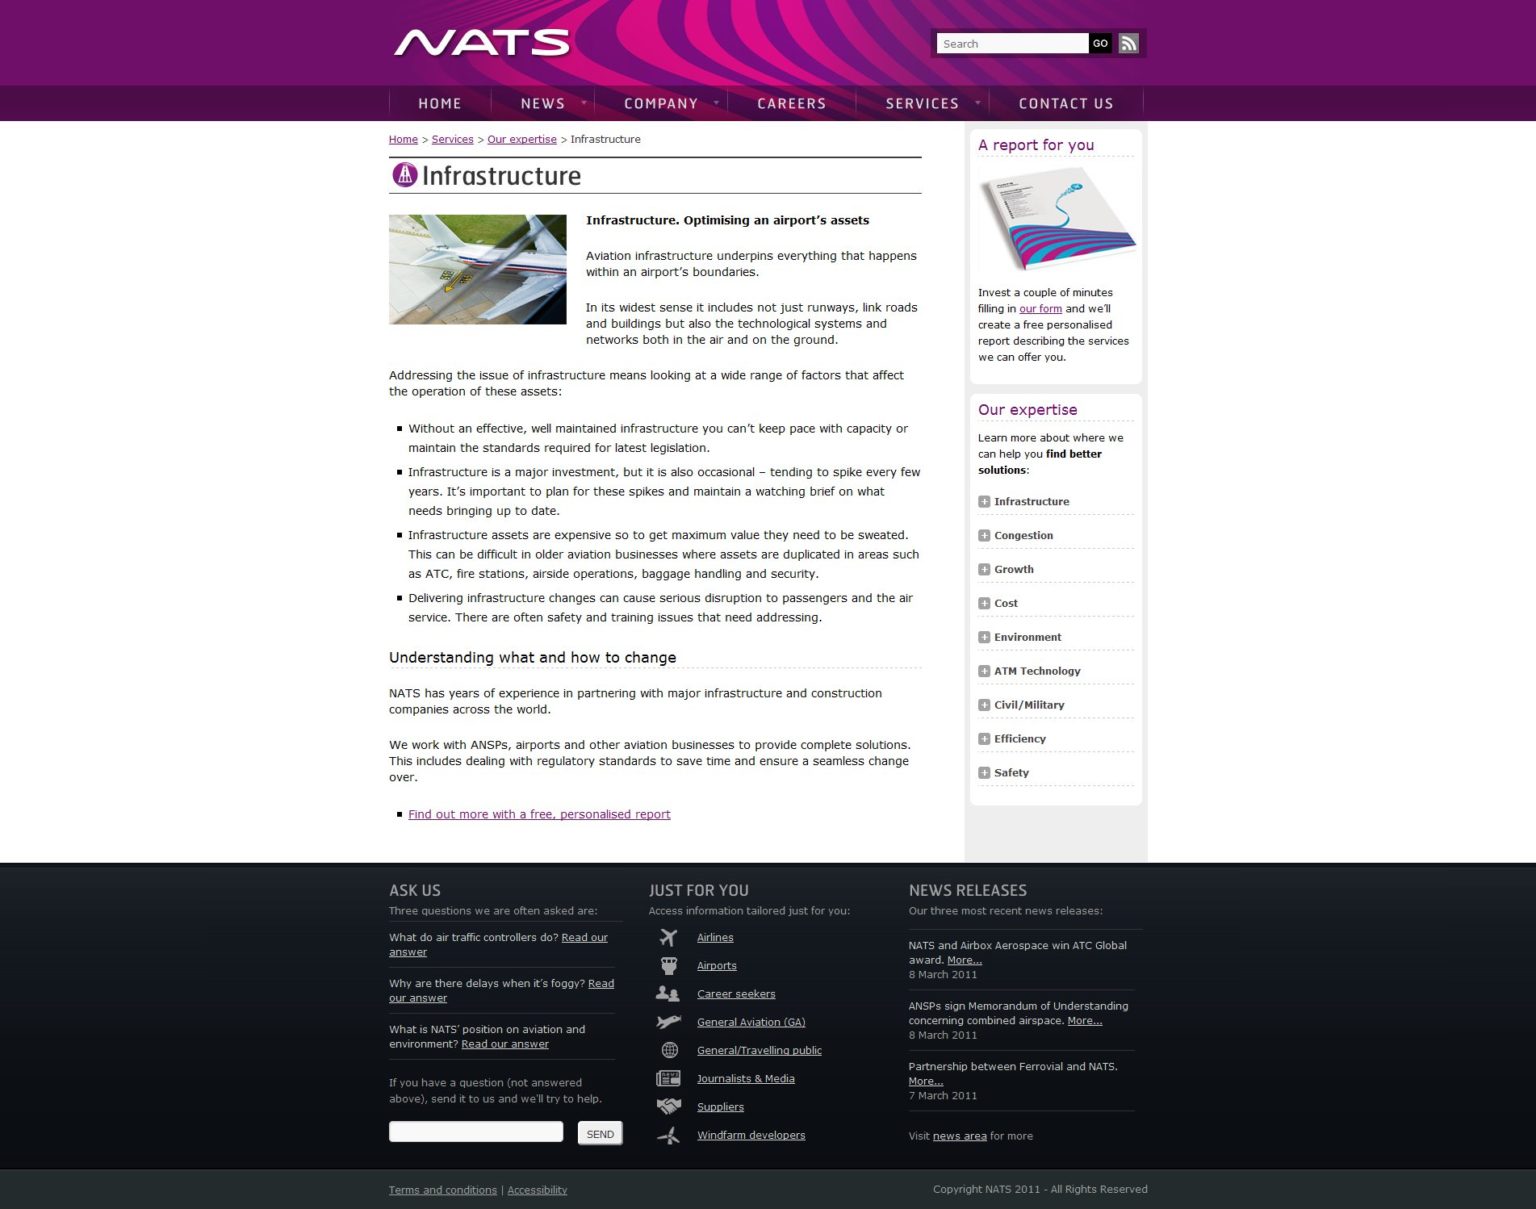 NATS
Search GO
HOME NEWS COMPANY CAREERS SERVICES CONTACT US
Home > Services > Our expertise > Infrastructure
Infrastructure
Infrastructure. Optimising an airport’s assets
Aviation infrastructure underpins everything that happens
within an airport’s boundaries.
In its widest sense it includes not just runways, link roads
and buildings but also the technological systems and
networks both in the air and on the ground.
Addressing the issue of infrastructure means looking at a wide range of factors that affect
the operation of these assets:
Without an effective, well maintained infrastructure you can’t keep pace with capacity or
maintain the standards required for latest legislation.
Infrastructure is a major investment, but it is also occasional – tending to spike every few
years. It’s important to plan for these spikes and maintain a watching brief on what
needs bringing up to date.
Infrastructure assets are expensive so to get maximum value they need to be sweated.
This can be difficult in older aviation businesses where assets are duplicated in areas such
as ATC, fire stations, airside operations, baggage handling and security.
Delivering infrastructure changes can cause serious disruption to passengers and the air
service. There are often safety and training issues that need addressing.
Understanding what and how to change
NATS has years of experience in partnering with major infrastructure and construction
companies across the world.
We work with ANSPs, airports and other aviation businesses to provide complete solutions.
This includes dealing with regulatory standards to save time and ensure a seamless change
over.
Find out more with a free, personalised report
A report for you
Invest a couple of minutes
filling in our form and we’ll
create a free personalised
report describing the services
we can offer you.
Our expertise
Learn more about where we
can help you find better
solutions:
Infrastructure
Congestion
Growth
Cost
Environment
ATM Technology
Civil/Military
Efficiency
Safety
ASK US
Three questions we are often asked are:
What do air traffic controllers do? Read our
answer
Why are there delays when it’s foggy? Read
our answer
What is NATS’ position on aviation and
environment? Read our answer
If you have a question (not answered
above), send it to us and we’ll try to help.
SEND
JUST FOR YOU
Access information tailored just for you:
Airlines
Airports
Career seekers
General Aviation (GA)
General/Travelling public
Journalists & Media
Suppliers
Windfarm developers
NEWS RELEASES
Our three most recent news releases:
NATS and Airbox Aerospace win ATC Global
award. More...
8 March 2011
ANSPs sign Memorandum of Understanding
concerning combined airspace. More...
8 March 2011
Partnership between Ferrovial and NATS.
More...
7 March 2011
Visit news area for more
Terms and conditions | Accessibility
Copyright NATS 2011 - All Rights Reserved